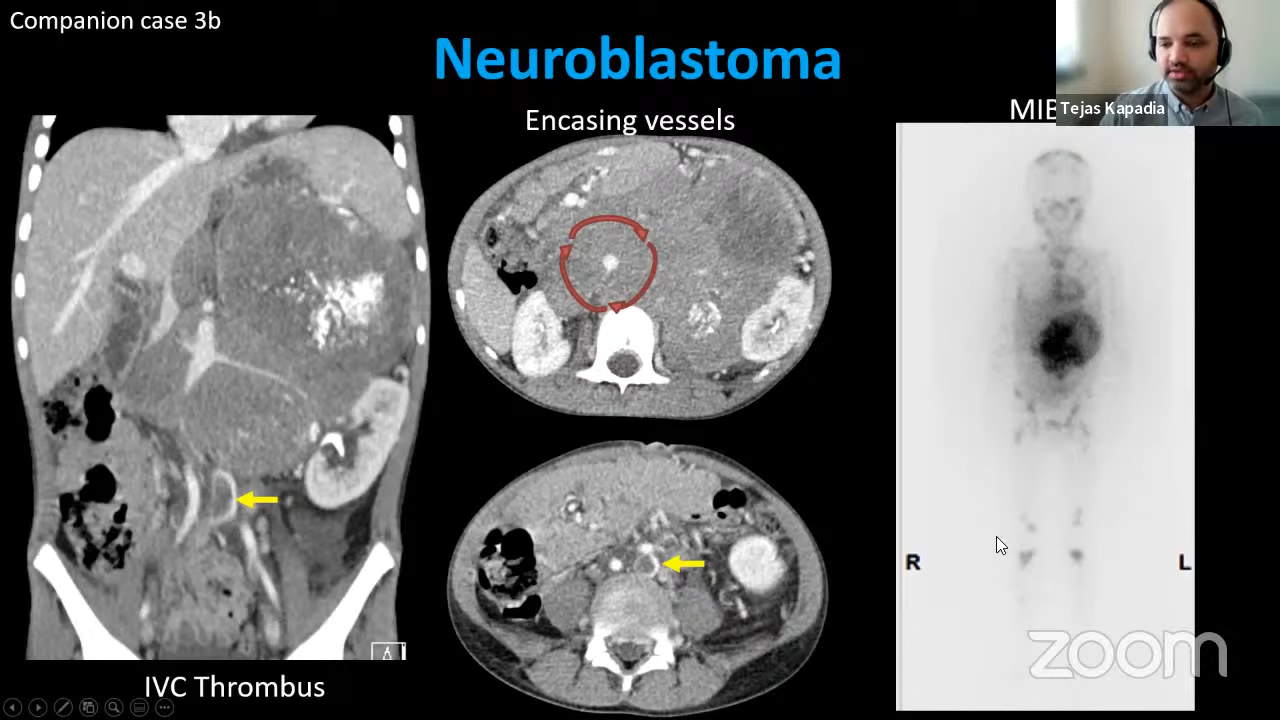 Companion case 3b
Neuroblastoma
Encasing vessels
MIB
Tejas Kapadia
R
L
A
IVC Thrombus
zoom